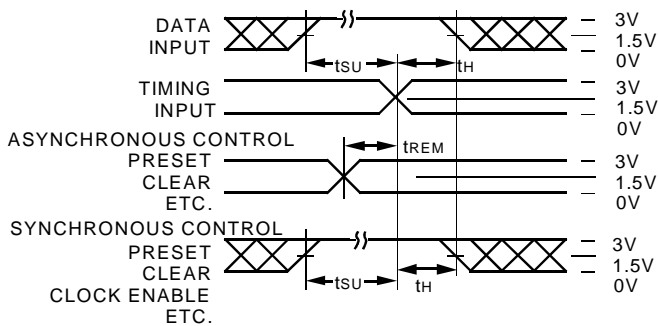 DATA
INPUT
3V
1.5V
0V
tSU
tH
TIMING
INPUT
3V
1.5V
0V
ASYNCHRONOUS CONTROL
PRESET
CLEAR
ETC.
tREM
3V
1.5V
0V
SYNCHRONOUS CONTROL
PRESET
CLEAR
CLOCK ENABLE
ETC.
tSU
tH
3V
1.5V
0V